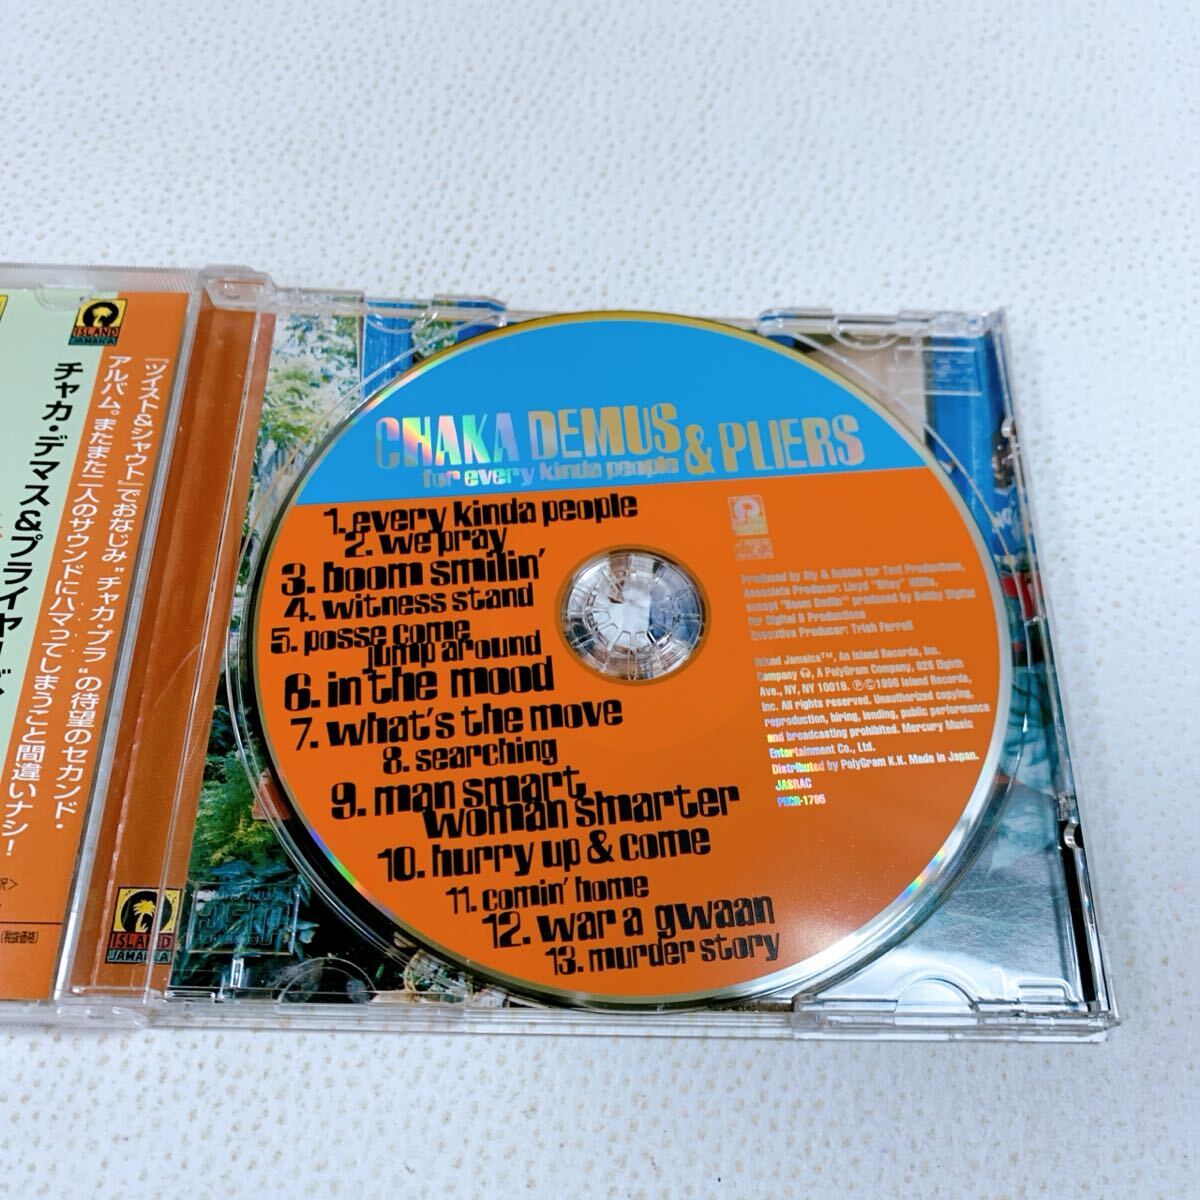 ISLAND
JAMAICA
『ツイスト&シャウト』でおなじみ"チャカ・プラ"の待望のセカンド・
アルバム。またまた二人のサウンドにハマってしまうこと間違いナシ!
チャカ・デマス&プライヤーズ
(税抜価格)
ISLAND
JAMAICA
CHAKA DEMUS & PLIERS
for every kinda people
1. every kinda people
2. we pray
3. boom smilin'
4. witness stand
5. posse come
jump around
6. in the mood
7. what's the move
8. searching
9. man smart
woman smarter
10. hurry up & come
11. comin' home
12. war a gwaan
13. murder story
Produced by Sly & Robbie for Taxi Productions,
Associate Producer: Lloyd "Gitsy" Willis,
except "Boom Smilin'" produced by Bobby Digital
for Digital B Productions
Executive Producer: Trish Farrell
Island Jamaica™, An Island Records, Inc.
Company, A PolyGram Company, 825 Eighth
Ave., NY, NY 10019. ℗©1996 Island Records,
Inc. All rights reserved. Unauthorized copying,
reproduction, hiring, lending, public performance
and broadcasting prohibited. Mercury Music
Entertainment Co., Ltd.
Distributed by PolyGram K.K. Made in Japan.
JASRAC
PHCR-1795